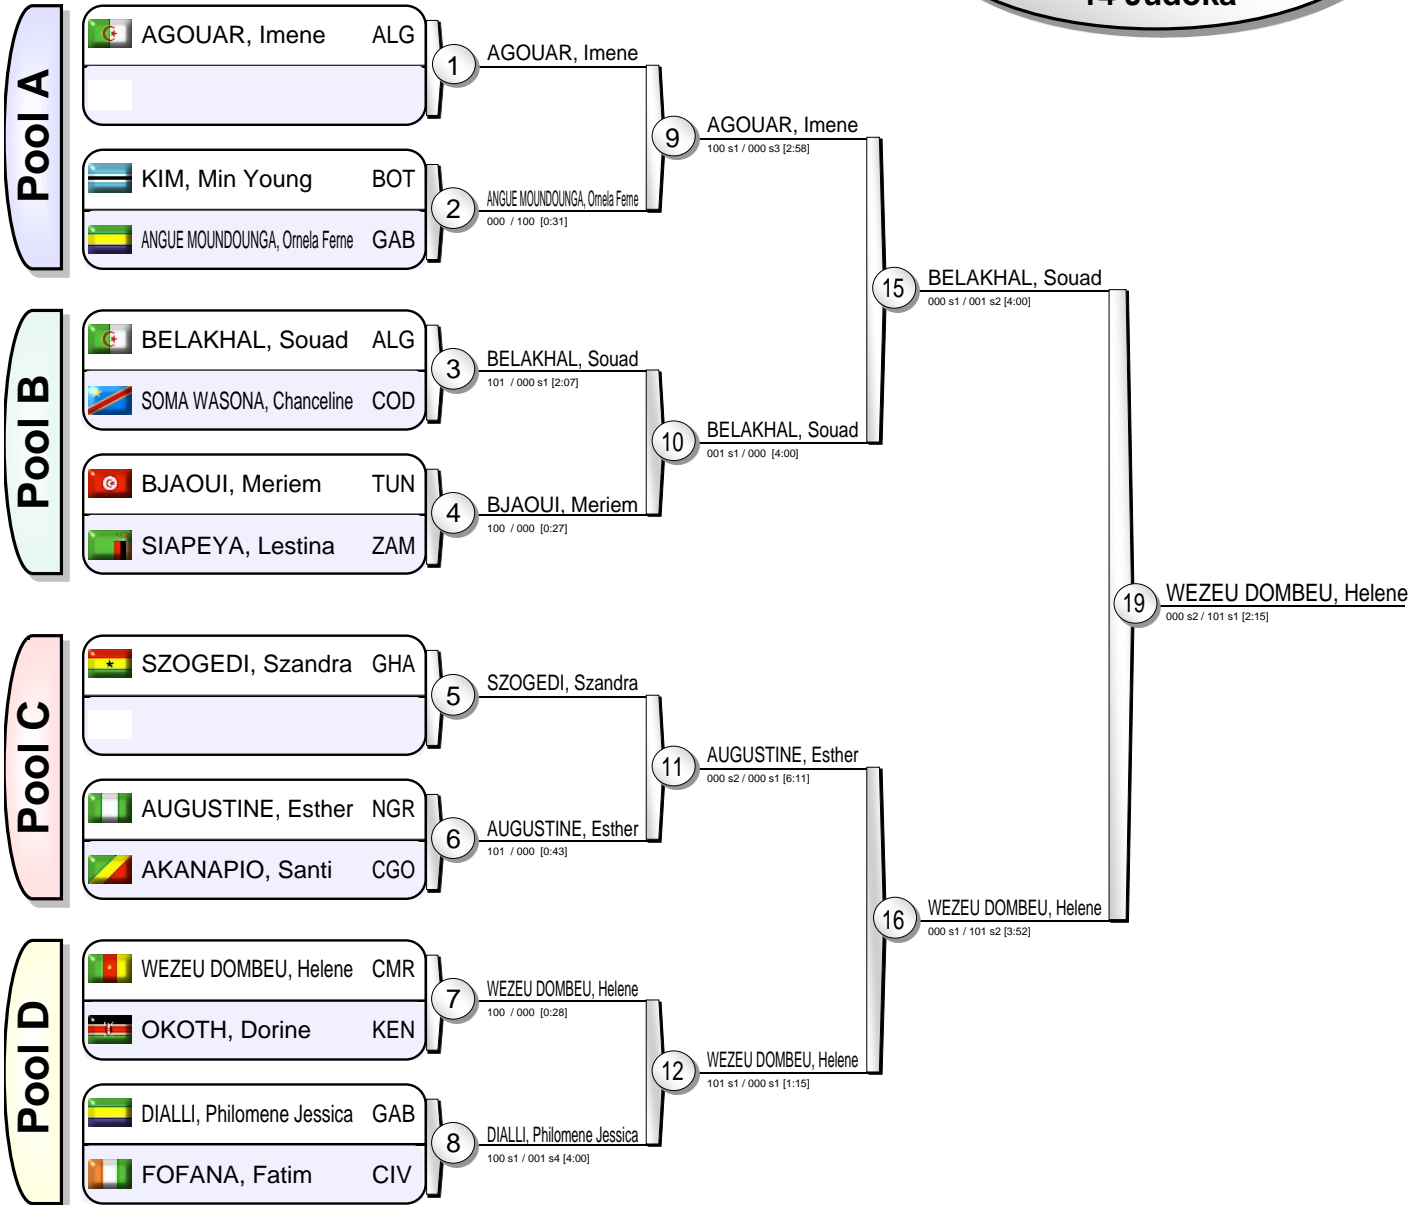 14 Judoka
Pool A
AGOUAR, Imene ALG
KIM, Min Young BOT
ANGUE MOUNDOUNGA, Ornela Ferne GAB
1
AGOUAR, Imene
2
ANGUE MOUNDOUNGA, Ornela Ferne
000 / 100 [0:31]
9
AGOUAR, Imene
100 s1 / 000 s3 [2:58]
Pool B
BELAKHAL, Souad ALG
SOMA WASONA, Chanceline COD
BJAOUI, Meriem TUN
SIAPEYA, Lestina ZAM
3
BELAKHAL, Souad
101 / 000 s1 [2:07]
4
BJAOUI, Meriem
100 / 000 [0:27]
10
BELAKHAL, Souad
001 s1 / 000 [4:00]
15
BELAKHAL, Souad
000 s1 / 001 s2 [4:00]
Pool C
SZOGEDI, Szandra GHA
AUGUSTINE, Esther NGR
AKANAPIO, Santi CGO
5
SZOGEDI, Szandra
6
AUGUSTINE, Esther
101 / 000 [0:43]
11
AUGUSTINE, Esther
000 s2 / 000 s1 [6:11]
Pool D
WEZEU DOMBEU, Helene CMR
OKOTH, Dorine KEN
DIALLI, Philomene Jessica GAB
FOFANA, Fatim CIV
7
WEZEU DOMBEU, Helene
100 / 000 [0:28]
8
DIALLI, Philomene Jessica
100 s1 / 001 s4 [4:00]
12
WEZEU DOMBEU, Helene
101 s1 / 000 s1 [1:15]
16
WEZEU DOMBEU, Helene
000 s1 / 101 s2 [3:52]
19
WEZEU DOMBEU, Helene
000 s2 / 101 s1 [2:15]